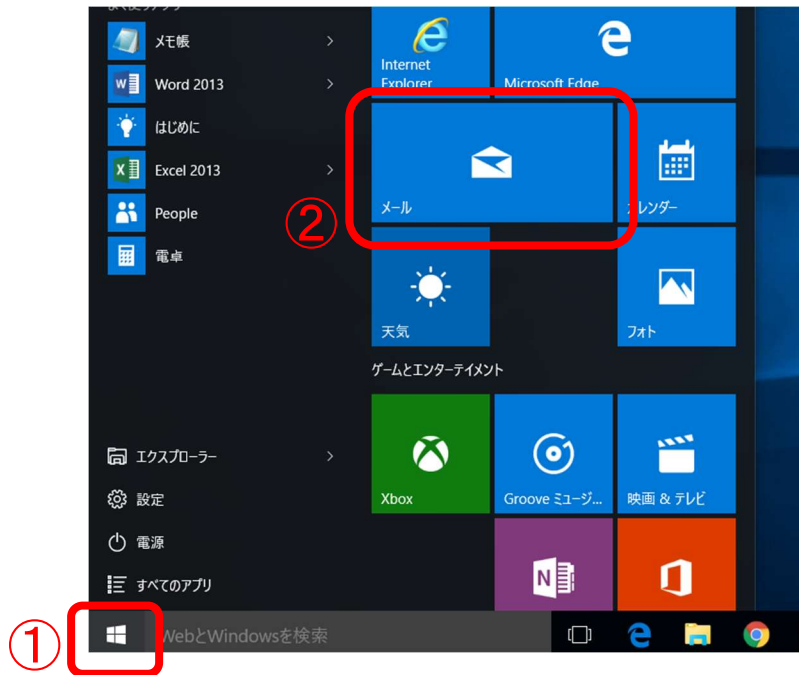 メモ帳
Word 2013
はじめに
Excel 2013
People
電卓
エクスプローラー
設定
電源
すべてのアプリ
Internet
Explorer
Microsoft Edge
メール
カレンダー
天気
フォト
ゲームとエンターテイメント
Xbox
Groove ミュージ...
映画 & テレビ
②
①
WebとWindowsを検索